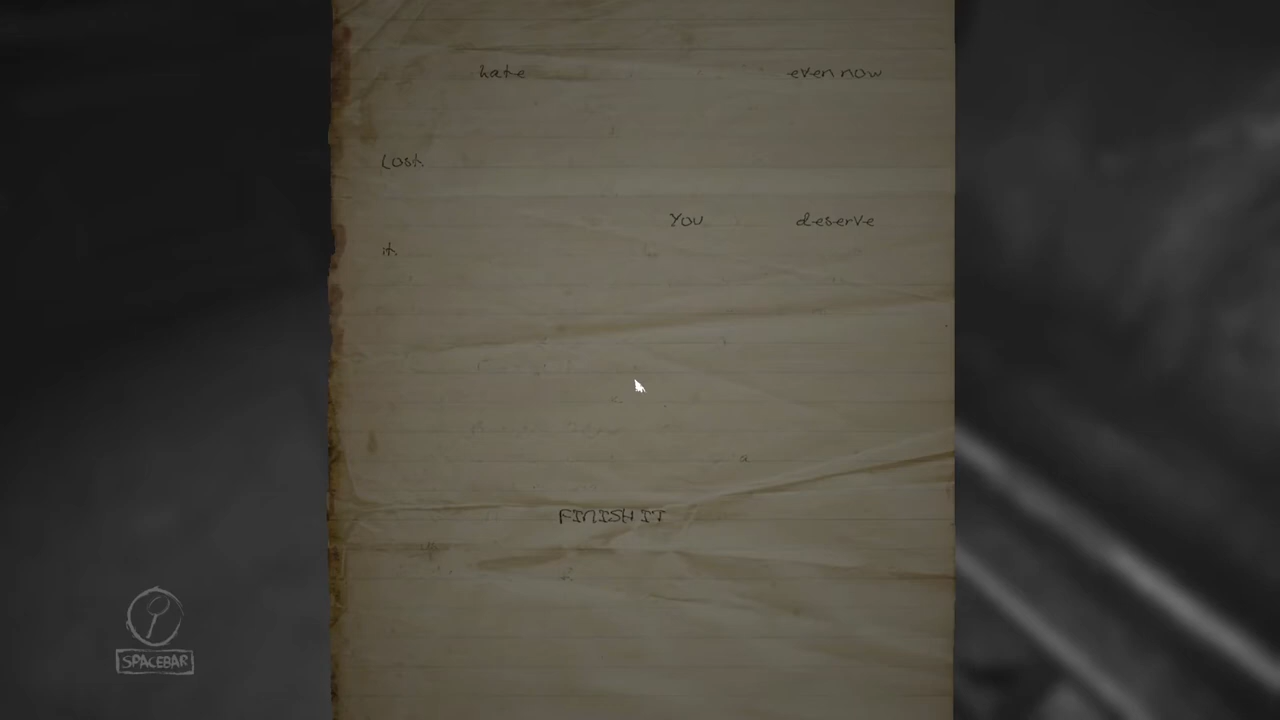 hate even now
Lost.
You deserve
it.
a
FINISH IT
SPACEBAR